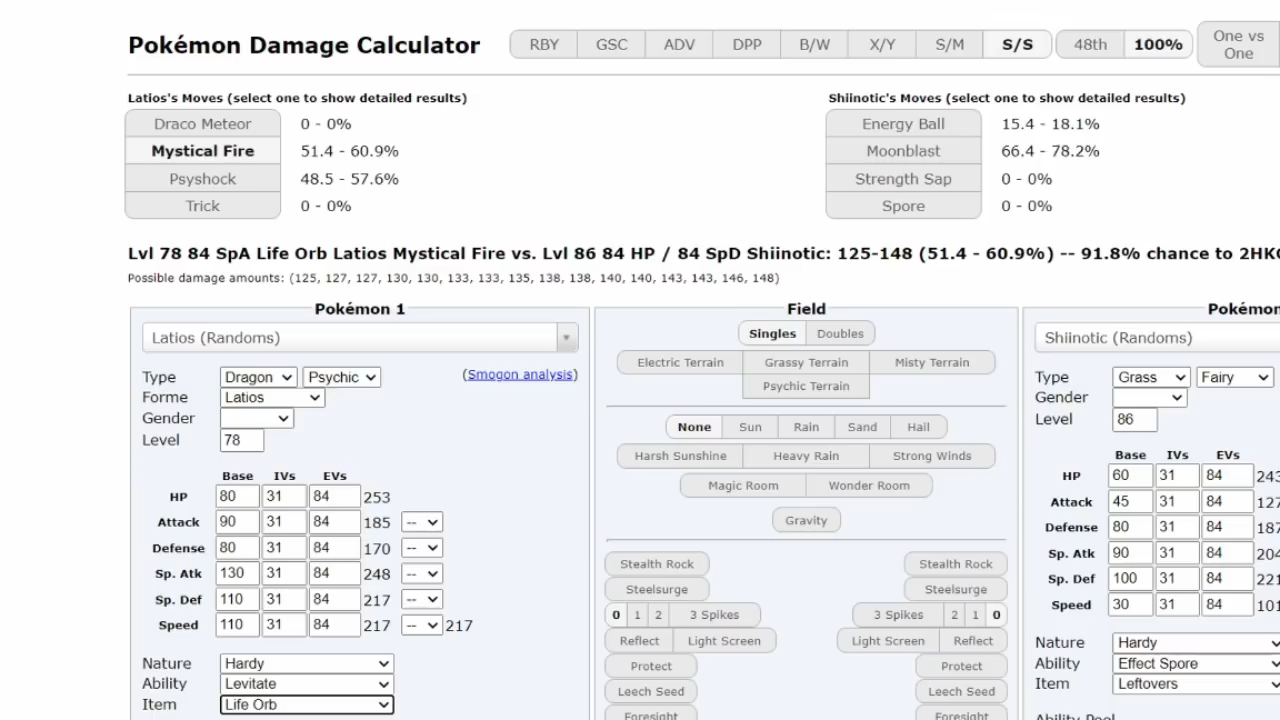 Pokémon Damage Calculator
RBY GSC ADV DPP B/W X/Y S/M S/S 48th 100% One vs One
Latios's Moves (select one to show detailed results)
Draco Meteor 0 - 0%
Mystical Fire 51.4 - 60.9%
Psyshock 48.5 - 57.6%
Trick 0 - 0%
Shiinotic's Moves (select one to show detailed results)
Energy Ball 15.4 - 18.1%
Moonblast 66.4 - 78.2%
Strength Sap 0 - 0%
Spore 0 - 0%
Lvl 78 84 SpA Life Orb Latios Mystical Fire vs. Lvl 86 84 HP / 84 SpD Shiinotic: 125-148 (51.4 - 60.9%) -- 91.8% chance to 2HKO
Possible damage amounts: (125, 127, 127, 130, 130, 133, 133, 135, 138, 138, 140, 140, 143, 143, 146, 148)
Pokémon 1
Latios (Randoms)
Type Dragon Psychic (Smogon analysis)
Forme Latios
Gender
Level 78
Base IVs EVs
HP 80 31 84 253
Attack 90 31 84 185 --
Defense 80 31 84 170 --
Sp. Atk 130 31 84 248 --
Sp. Def 110 31 84 217 --
Speed 110 31 84 217 -- 217
Nature Hardy
Ability Levitate
Item Life Orb
Field
Singles Doubles
Electric Terrain Grassy Terrain Misty Terrain
Psychic Terrain
None Sun Rain Sand Hail
Harsh Sunshine Heavy Rain Strong Winds
Magic Room Wonder Room
Gravity
Stealth Rock Stealth Rock
Steelsurge Steelsurge
0 1 2 3 Spikes 3 Spikes 2 1 0
Reflect Light Screen Light Screen Reflect
Protect Protect
Leech Seed Leech Seed
Foresight Foresight
Pokémon
Shiinotic (Randoms)
Type Grass Fairy
Gender
Level 86
Base IVs EVs
HP 60 31 84 243
Attack 45 31 84 127
Defense 80 31 84 187
Sp. Atk 90 31 84 204
Sp. Def 100 31 84 221
Speed 30 31 84 101
Nature Hardy
Ability Effect Spore
Item Leftovers
Ability Pool